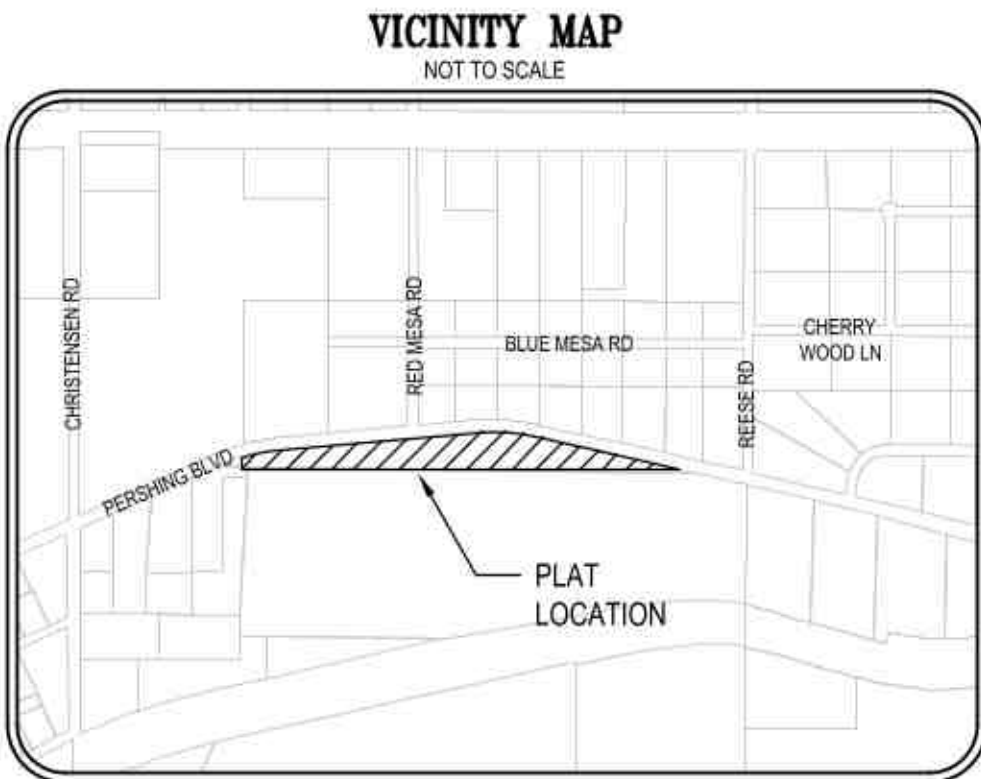 VICINITY MAP
NOT TO SCALE
CHRISTENSEN RD
RED MESA RD
BLUE MESA RD
REESE RD
CHERRY
WOOD LN
PERSHING BLVD
PLAT
LOCATION